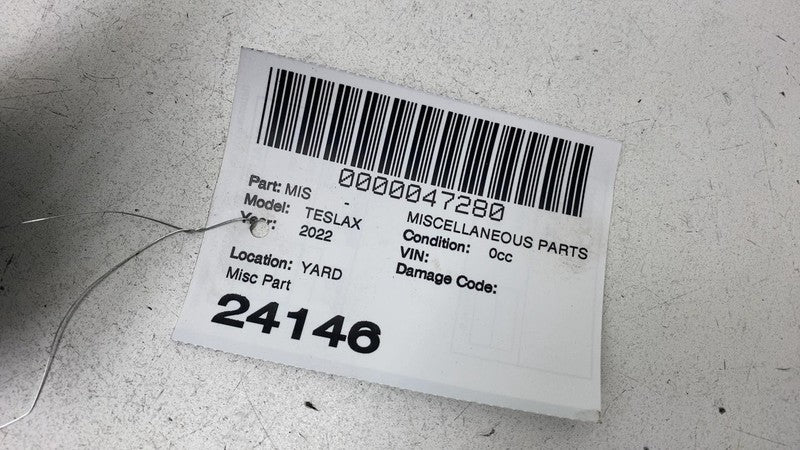 0000047280
Part: MIS - MISCELLANEOUS PARTS
Model: TESLAX Condition: 0cc
Year: 2022 VIN:
Damage Code:
Location: YARD
Misc Part
24146